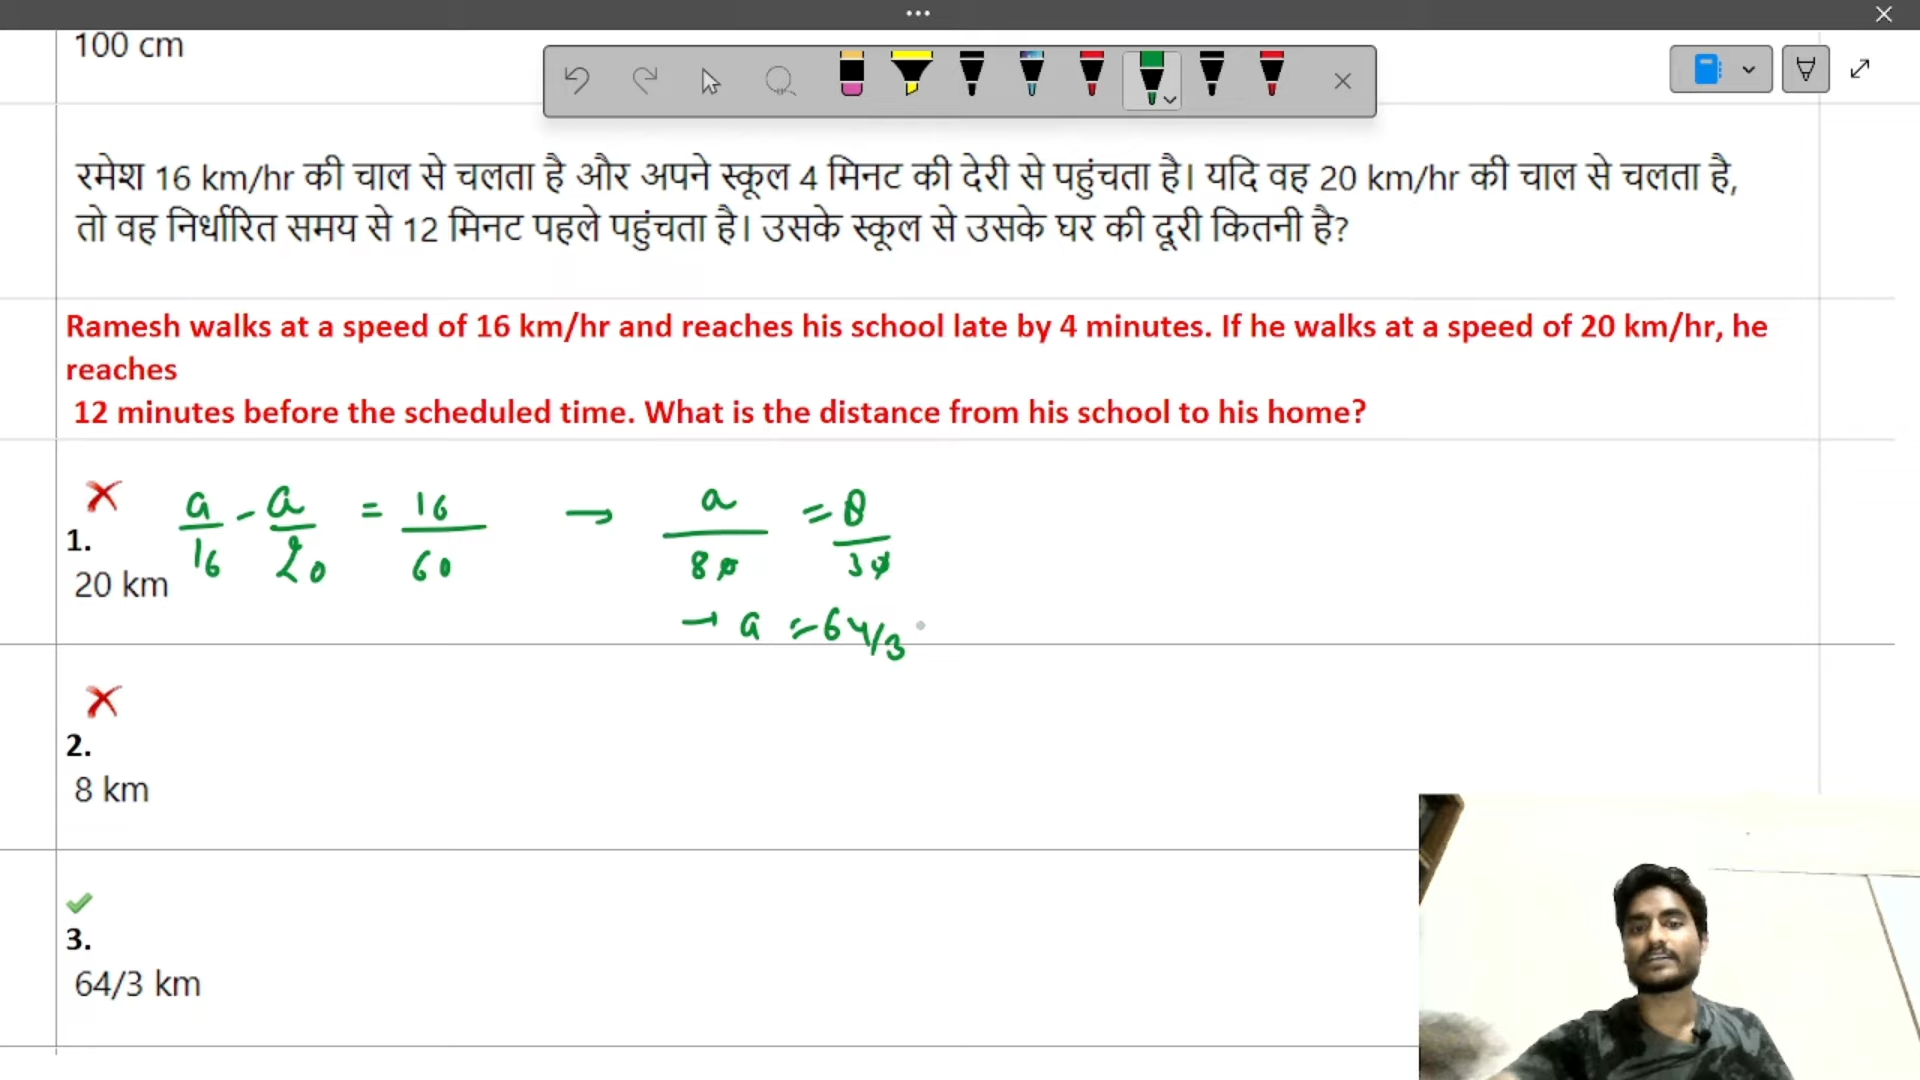 100 cm
रमेश 16 km/hr की चाल से चलता है और अपने स्कूल 4 मिनट की देरी से पहुंचता है। यदि वह 20 km/hr की चाल से चलता है,
तो वह निर्धारित समय से 12 मिनट पहले पहुंचता है। उसके स्कूल से उसके घर की दूरी कितनी है?
Ramesh walks at a speed of 16 km/hr and reaches his school late by 4 minutes. If he walks at a speed of 20 km/hr, he
reaches
12 minutes before the scheduled time. What is the distance from his school to his home?
1.
a/16 - a/20 = 16/60 → a/80 = 8/30
→ a = 64/3
20 km
2.
8 km
3.
64/3 km